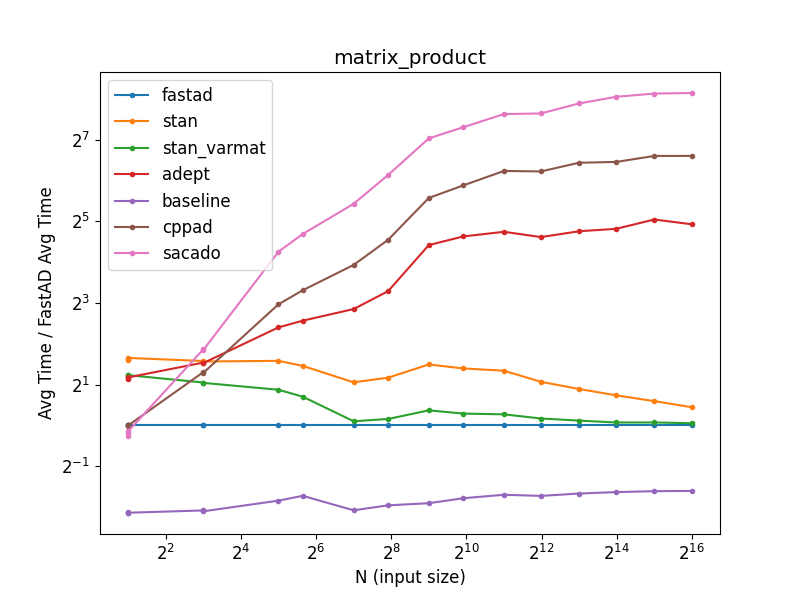 matrix_product
fastad
stan
stan_varmat
adept
baseline
cppad
sacado
2^7
2^5
2^3
2^1
2^-1
Avg Time / FastAD Avg Time
2^2 2^4 2^6 2^8 2^10 2^12 2^14 2^16
N (input size)